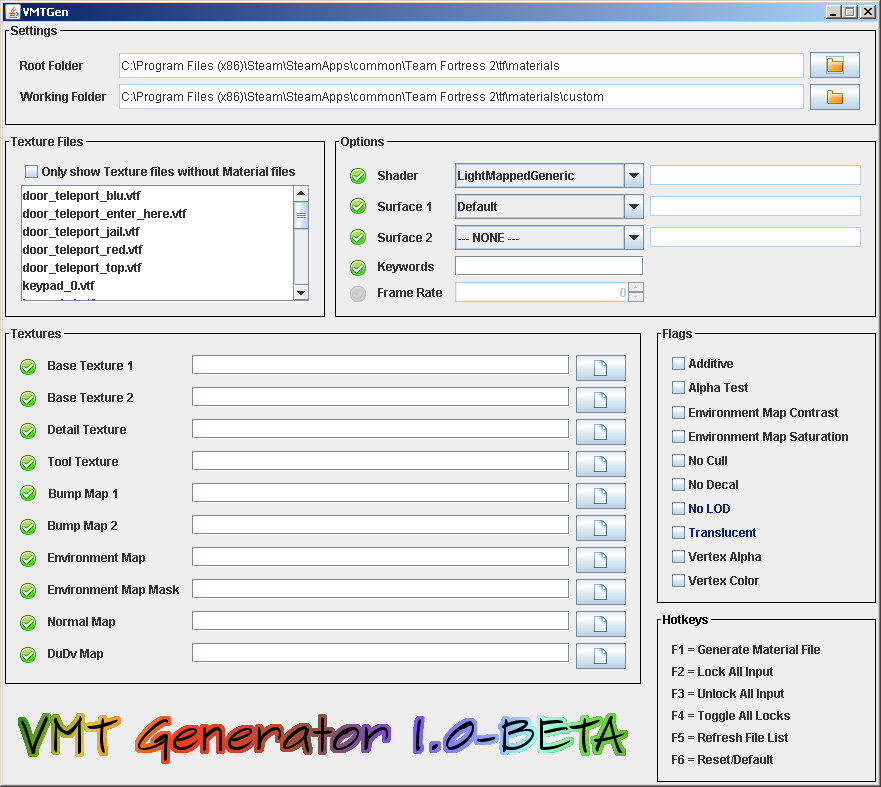 VMTGen
Settings
Root Folder
C:\Program Files (x86)\Steam\SteamApps\common\Team Fortress 2\tf\materials
Working Folder
C:\Program Files (x86)\Steam\SteamApps\common\Team Fortress 2\tf\materials\custom
Texture Files
Only show Texture files without Material files
door_teleport_blu.vtf
door_teleport_enter_here.vtf
door_teleport_jail.vtf
door_teleport_red.vtf
door_teleport_top.vtf
keypad_0.vtf
Options
Shader
LightMappedGeneric
Surface 1
Default
Surface 2
--- NONE ---
Keywords
Frame Rate
0
Textures
Base Texture 1
Base Texture 2
Detail Texture
Tool Texture
Bump Map 1
Bump Map 2
Environment Map
Environment Map Mask
Normal Map
DuDv Map
Flags
Additive
Alpha Test
Environment Map Contrast
Environment Map Saturation
No Cull
No Decal
No LOD
Translucent
Vertex Alpha
Vertex Color
Hotkeys
F1 = Generate Material File
F2 = Lock All Input
F3 = Unlock All Input
F4 = Toggle All Locks
F5 = Refresh File List
F6 = Reset/Default
VMT Generator 1.0-BETA